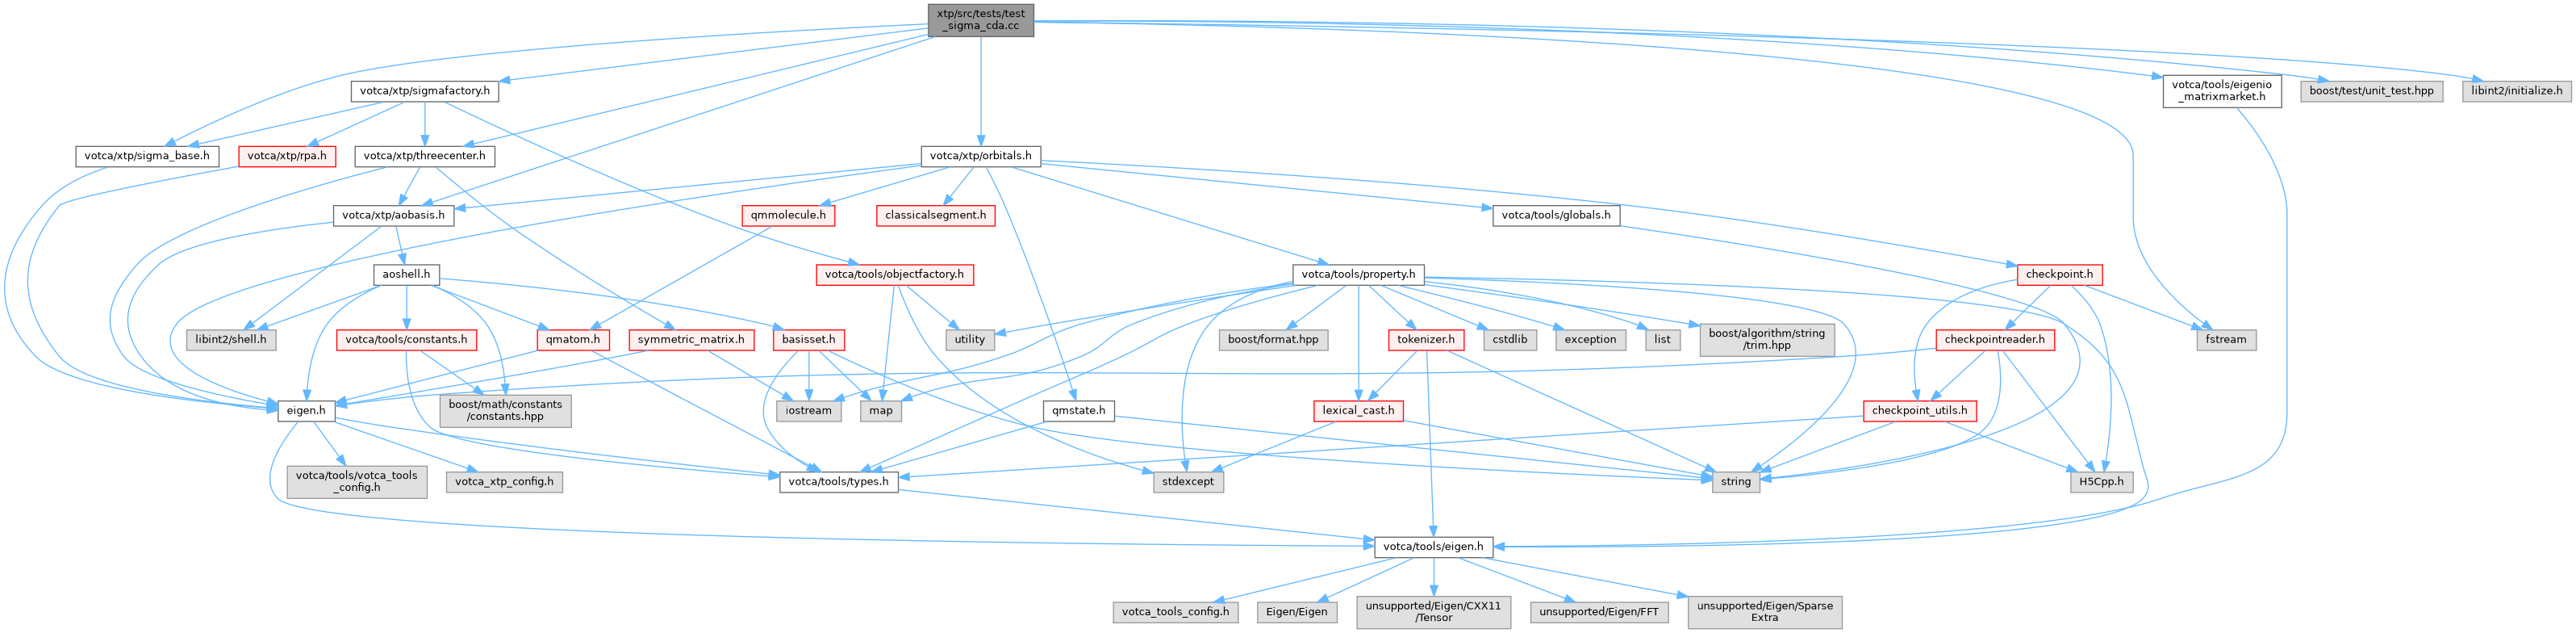 xtp/src/tests/test
_sigma_cda.cc
votca/xtp/sigmafactory.h
votca/tools/eigenio
_matrixmarket.h
boost/test/unit_test.hpp
libint2/initialize.h
votca/xtp/sigma_base.h
votca/xtp/rpa.h
votca/xtp/threecenter.h
votca/xtp/orbitals.h
votca/xtp/aobasis.h
qmmolecule.h
classicalsegment.h
votca/tools/globals.h
aoshell.h
votca/tools/objectfactory.h
votca/tools/property.h
checkpoint.h
libint2/shell.h
votca/tools/constants.h
qmatom.h
symmetric_matrix.h
basisset.h
utility
boost/format.hpp
tokenizer.h
cstdlib
exception
list
boost/algorithm/string
/trim.hpp
checkpointreader.h
fstream
eigen.h
boost/math/constants
/constants.hpp
iostream
map
qmstate.h
lexical_cast.h
checkpoint_utils.h
votca/tools/votca_tools
_config.h
votca_xtp_config.h
votca/tools/types.h
stdexcept
string
H5Cpp.h
votca/tools/eigen.h
votca_tools_config.h
Eigen/Eigen
unsupported/Eigen/CXX11
/Tensor
unsupported/Eigen/FFT
unsupported/Eigen/Sparse
Extra